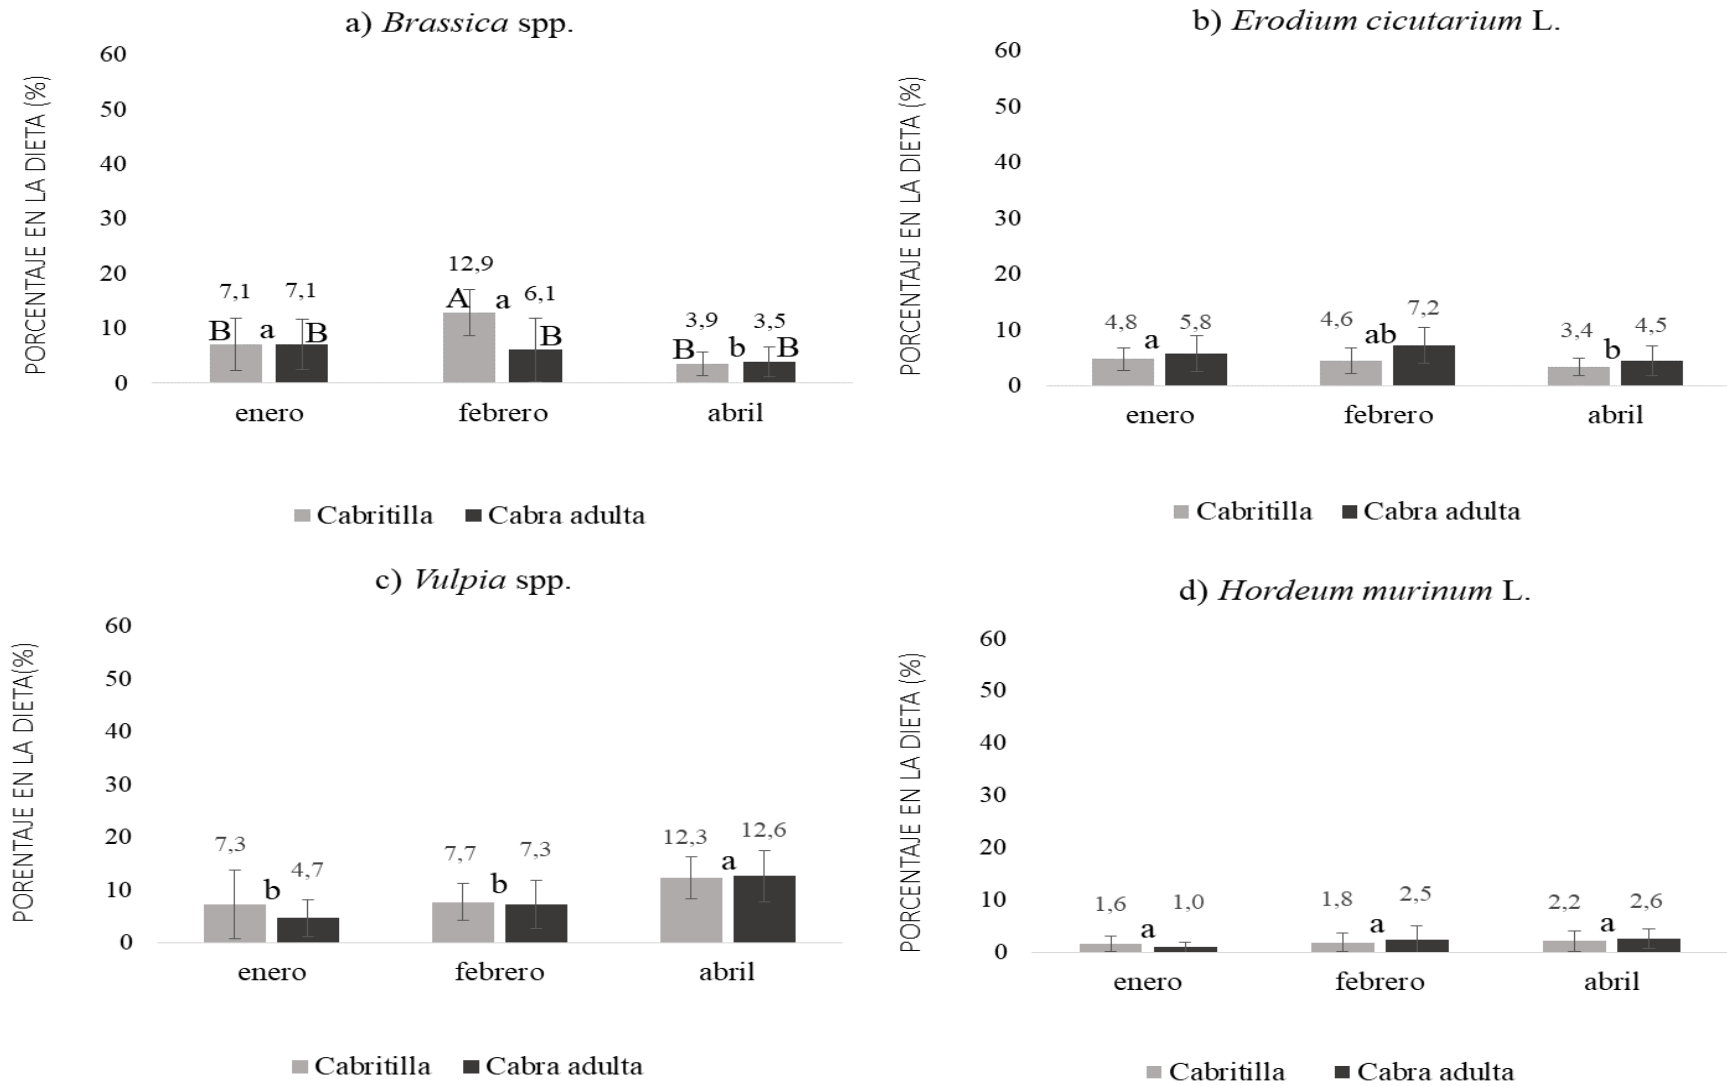 a) Brassica spp.
PORCENTAJE EN LA DIETA (%)
60
50
40
30
20
10
0
12,9
7,1 7,1 6,1
3,9 3,5
B a B A a B B b B
enero febrero abril
Cabritilla Cabra adulta
b) Erodium cicutarium L.
PORCENTAJE EN LA DIETA (%)
60
50
40
30
20
10
0
4,8 5,8 4,6 7,2 3,4 4,5
a ab b
enero febrero abril
Cabritilla Cabra adulta
c) Vulpia spp.
PORENTAJE EN LA DIETA(%)
60
50
40
30
20
10
0
7,3 4,7 7,7 7,3 12,3 12,6
b b a
enero febrero abril
Cabritilla Cabra adulta
d) Hordeum murinum L.
PORCENTAJE EN LA DIETA (%)
60
50
40
30
20
10
0
1,6 1,0 1,8 2,5 2,2 2,6
a a a
enero febrero abril
Cabritilla Cabra adulta